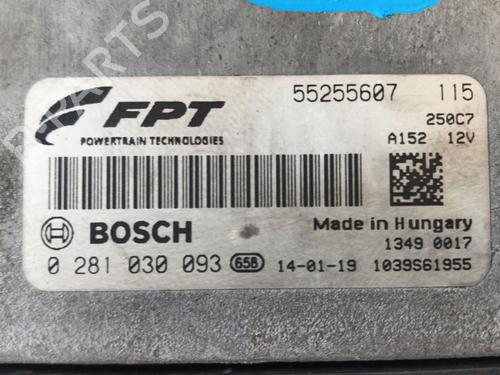 FPT 55255607 115
POWERTRAIN TECHNOLOGIES 250C7
A152 12V
BOSCH Made in Hungary
1349 0017
0 281 030 093 658 14-01-19 1039S61955